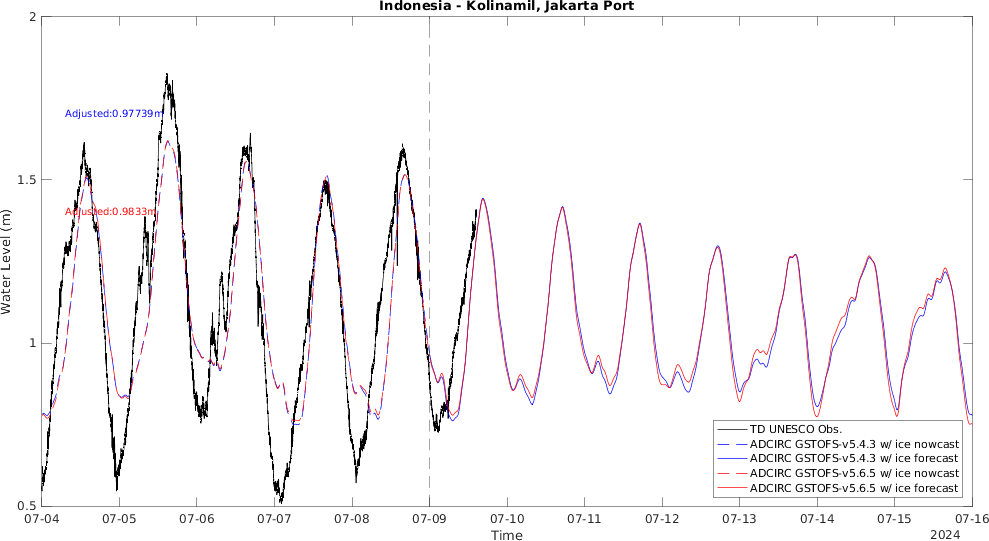 Indonesia - Kolinamil, Jakarta Port
2
1.5
1
0.5
Water Level (m)
Adjusted:0.97739m
Adjusted:0.9833m
TD UNESCO Obs.
ADCIRC GSTOFS-v5.4.3 w/ ice nowcast
ADCIRC GSTOFS-v5.4.3 w/ ice forecast
ADCIRC GSTOFS-v5.6.5 w/ ice nowcast
ADCIRC GSTOFS-v5.6.5 w/ ice forecast
07-04 07-05 07-06 07-07 07-08 07-09 07-10 07-11 07-12 07-13 07-14 07-15 07-16
Time
2024